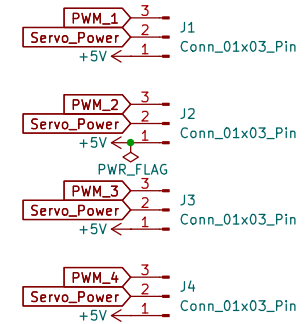 PWM_1 3 J1
Servo_Power 2 Conn_01x03_Pin
+5V 1
PWM_2 3 J2
Servo_Power 2 Conn_01x03_Pin
+5V 1
PWR_FLAG
PWM_3 3 J3
Servo_Power 2 Conn_01x03_Pin
+5V 1
PWM_4 3 J4
Servo_Power 2 Conn_01x03_Pin
+5V 1